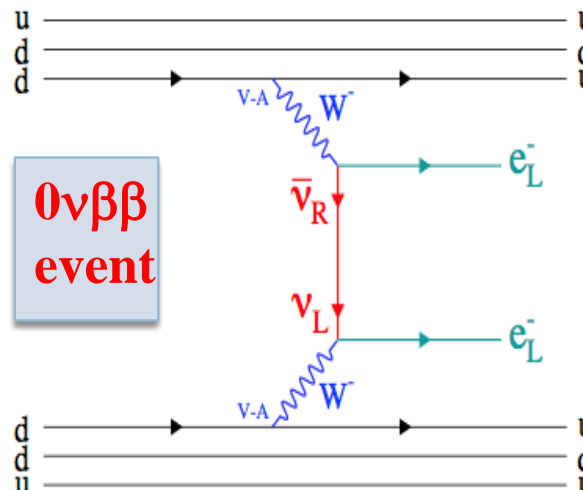 u u
d d
d u
V-A W⁻
e⁻L
ν̄R
0νββ
event
νL
e⁻L
V-A W⁻
d u
d d
u u